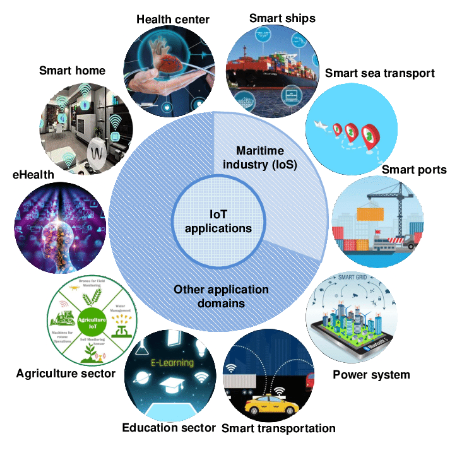 Health center
Smart ships
Smart home
Smart sea transport
Maritime
industry (IoS)
eHealth
Smart ports
IoT
applications
Other application
domains
Agriculture
IoT
SMART GRID
E-Learning
Agriculture sector
Power system
Education sector
Smart transportation